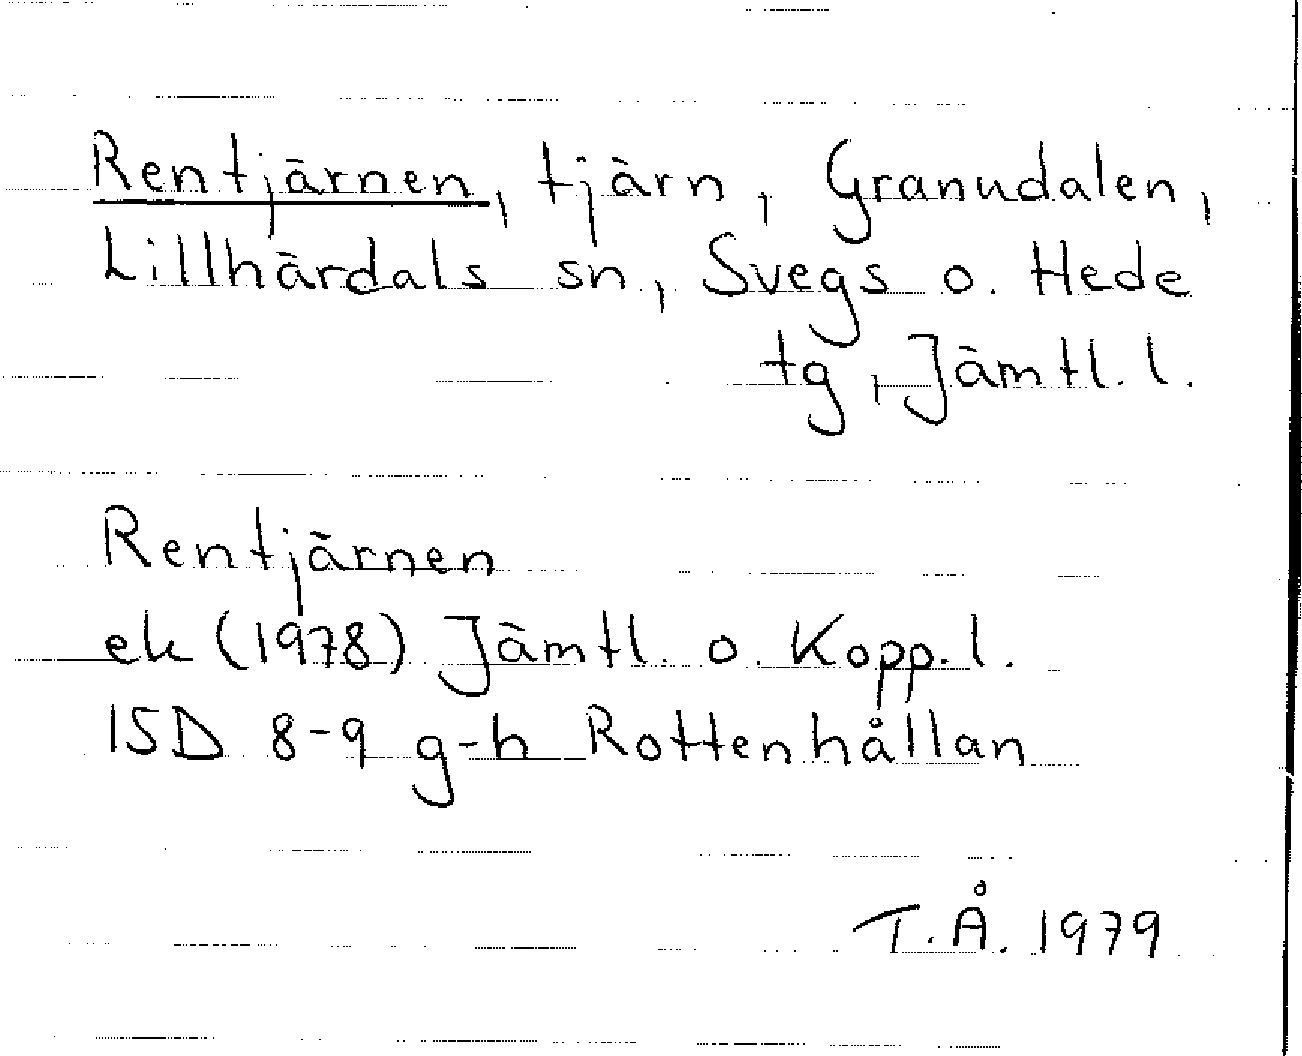 Rentjärnen, tjärn, Granudalen,
Lillhärdals sn, Svegs o. Hede
tg, Jämtl. l.
Rentjärnen
ek (1978) Jämtl. o. Kopp. l.
15D 8-9 g-h Rottenhållan
T.Å. 1979